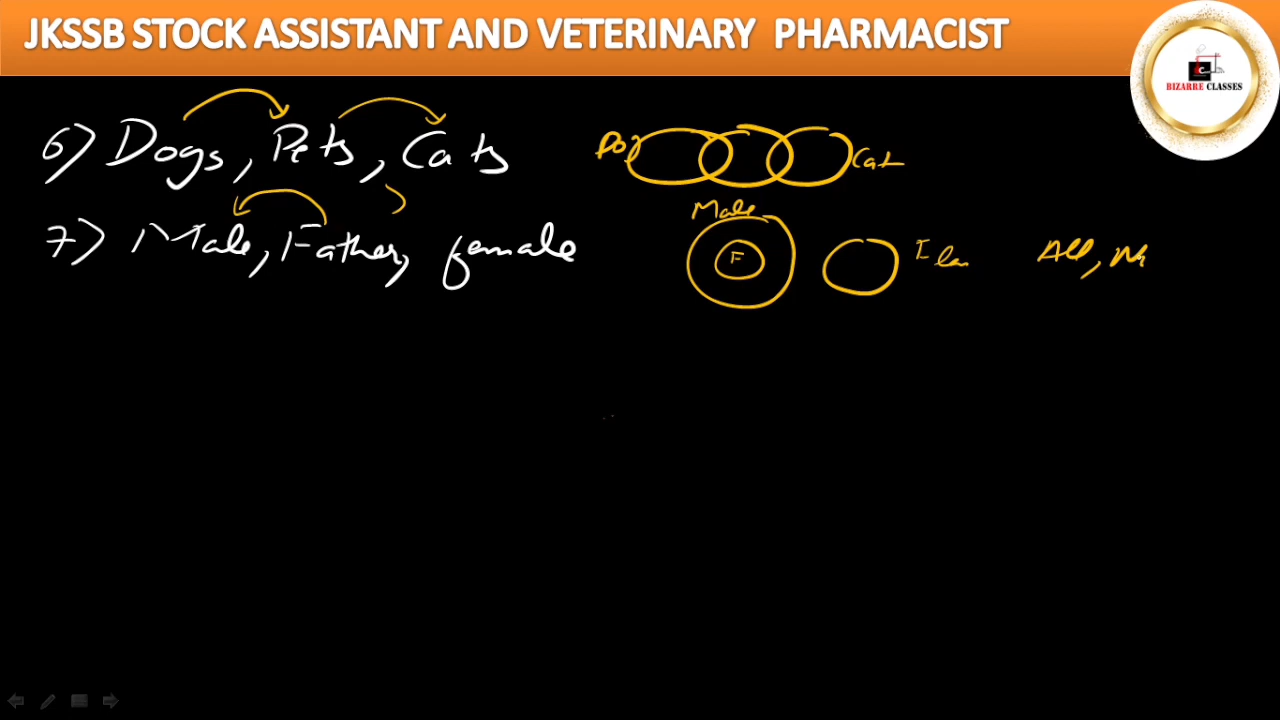 JKSSB STOCK ASSISTANT AND VETERINARY PHARMACIST
C
BIZARRE CLASSES
6) Dogs, Pets, Cats
Dog
Cat
7) Male, Father, female
Male
F
All, N